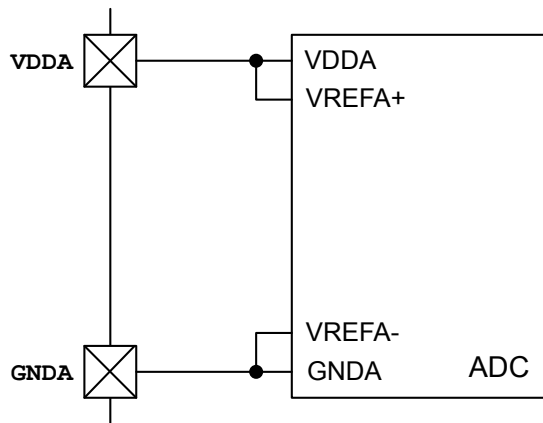 VDDA
VDDA
VREFA+
VREFA-
GNDA
GNDA
ADC